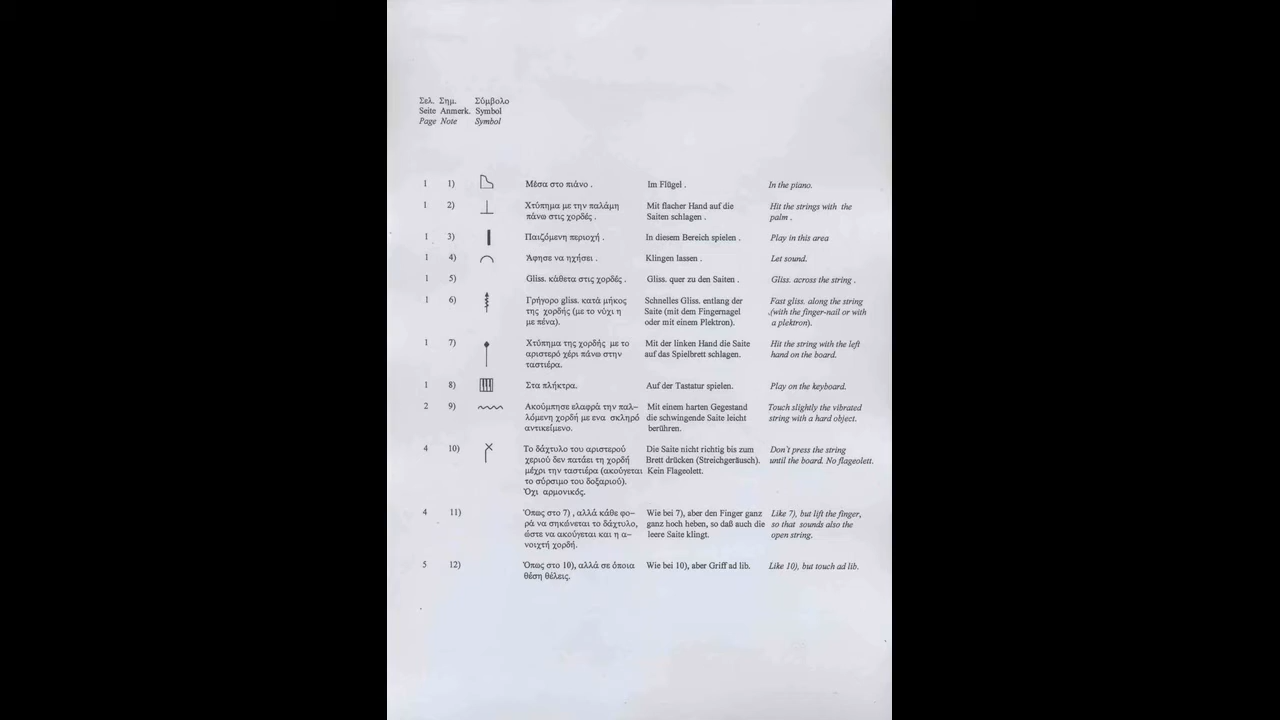 Σελ. Σημ. Σύμβολο
Seite Anmerk. Symbol
Page Note Symbol
1 1) Μέσα στο πιάνο . Im Flügel . In the piano.
1 2) Χτύπημα με την παλάμη Mit flacher Hand auf die Hit the strings with the
πάνω στις χορδές . Saiten schlagen . palm .
1 3) Παιζόμενη περιοχή . In diesem Bereich spielen . Play in this area
1 4) Άφησε να ηχήσει . Klingen lassen . Let sound.
1 5) Gliss. κάθετα στις χορδές . Gliss. quer zu den Saiten . Gliss. across the string .
1 6) Γρήγορο gliss. κατά μήκος Schnelles Gliss. entlang der Fast gliss. along the string
της χορδής (με το νύχι η Saite (mit dem Fingernagel (with the finger-nail or with
με πένα). oder mit einem Plektron). a plektron).
1 7) Χτύπημα της χορδής με το Mit der linken Hand die Saite Hit the string with the left
αριστερό χέρι πάνω στην auf das Spielbrett schlagen. hand on the board.
ταστιέρα.
1 8) Στα πλήκτρα. Auf der Tastatur spielen. Play on the keyboard.
2 9) Ακούμπησε ελαφρά την παλ– Mit einem harten Gegestand Touch slightly the vibrated
λόμενη χορδή με ενα σκληρό die schwingende Saite leicht string with a hard object.
αντικείμενο. berühren.
4 10) Το δάχτυλο του αριστερού Die Saite nicht richtig bis zum Don't press the string
χεριού δεν πατάει τη χορδή Brett drücken (Streichgeräusch). until the board. No flageolett.
μέχρι την ταστιέρα (ακούγεται Kein Flageolett.
το σύρσιμο του δοξαριού).
Όχι αρμονικός.
4 11) Όπως στο 7) , αλλά κάθε φο– Wie bei 7), aber den Finger ganz Like 7), but lift the finger,
ρά να σηκώνεται το δάχτυλο, ganz hoch heben, so daß auch die so that sounds also the
ώστε να ακούγεται και η α– leere Saite klingt. open string.
νοιχτή χορδή.
5 12) Όπως στο 10), αλλά σε όποια Wie bei 10), aber Griff ad lib. Like 10), but touch ad lib.
θέση θέλεις.